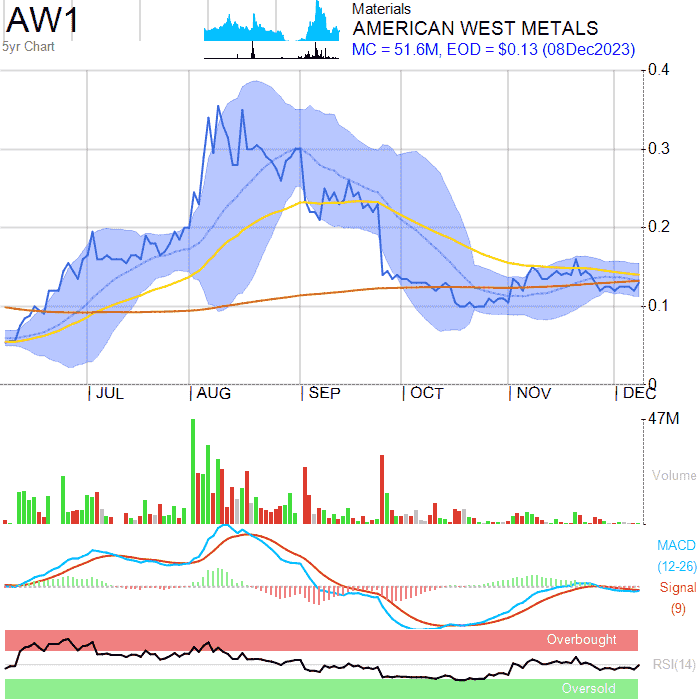 AW1
5yr Chart
Materials
AMERICAN WEST METALS
MC = 51.6M, EOD = $0.13 (08Dec2023)
0.4
0.3
0.2
0.1
0
JUL
AUG
SEP
OCT
NOV
DEC
47M
Volume
MACD
(12-26)
Signal
(9)
Overbought
RSI(14)
Oversold